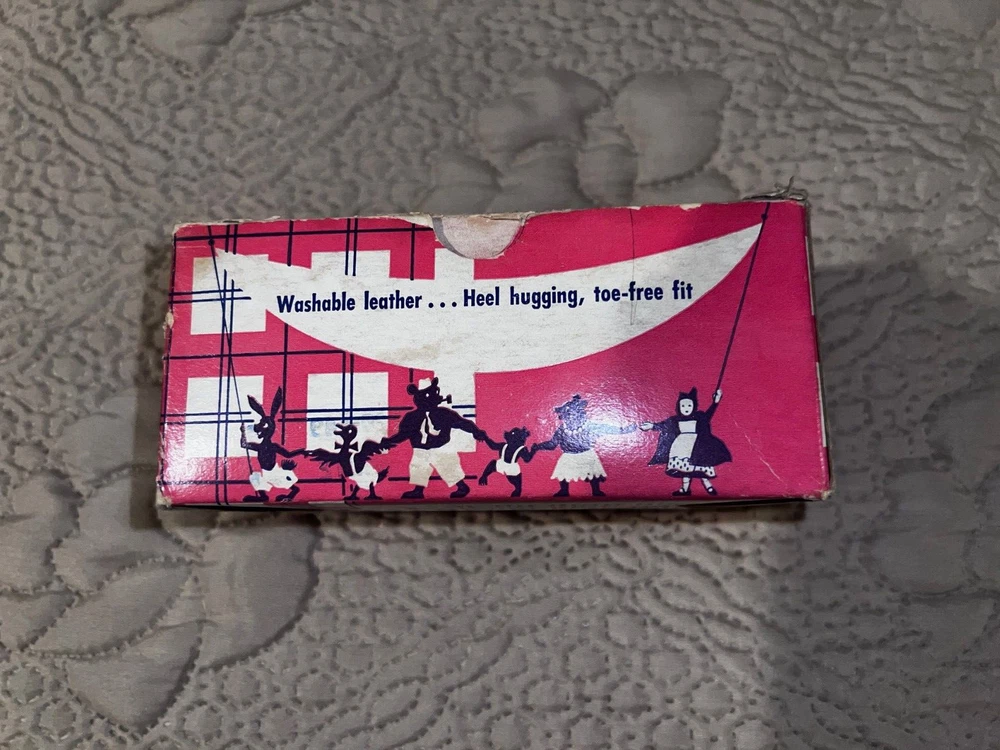 Washable leather . . . Heel hugging, toe-free fit